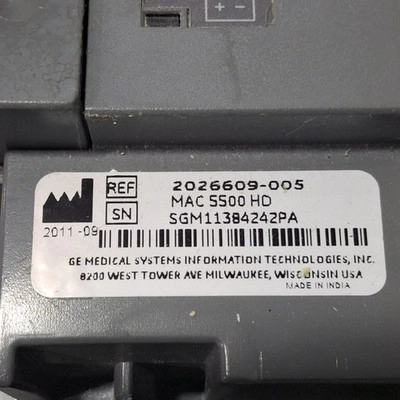 REF 2026609-005
MAC 5500 HD
SN SGM11384242PA
2011-09
GE MEDICAL SYSTEMS INFORMATION TECHNOLOGIES, INC.
8200 WEST TOWER AVE MILWAUKEE, WISCONSIN USA
MADE IN INDIA